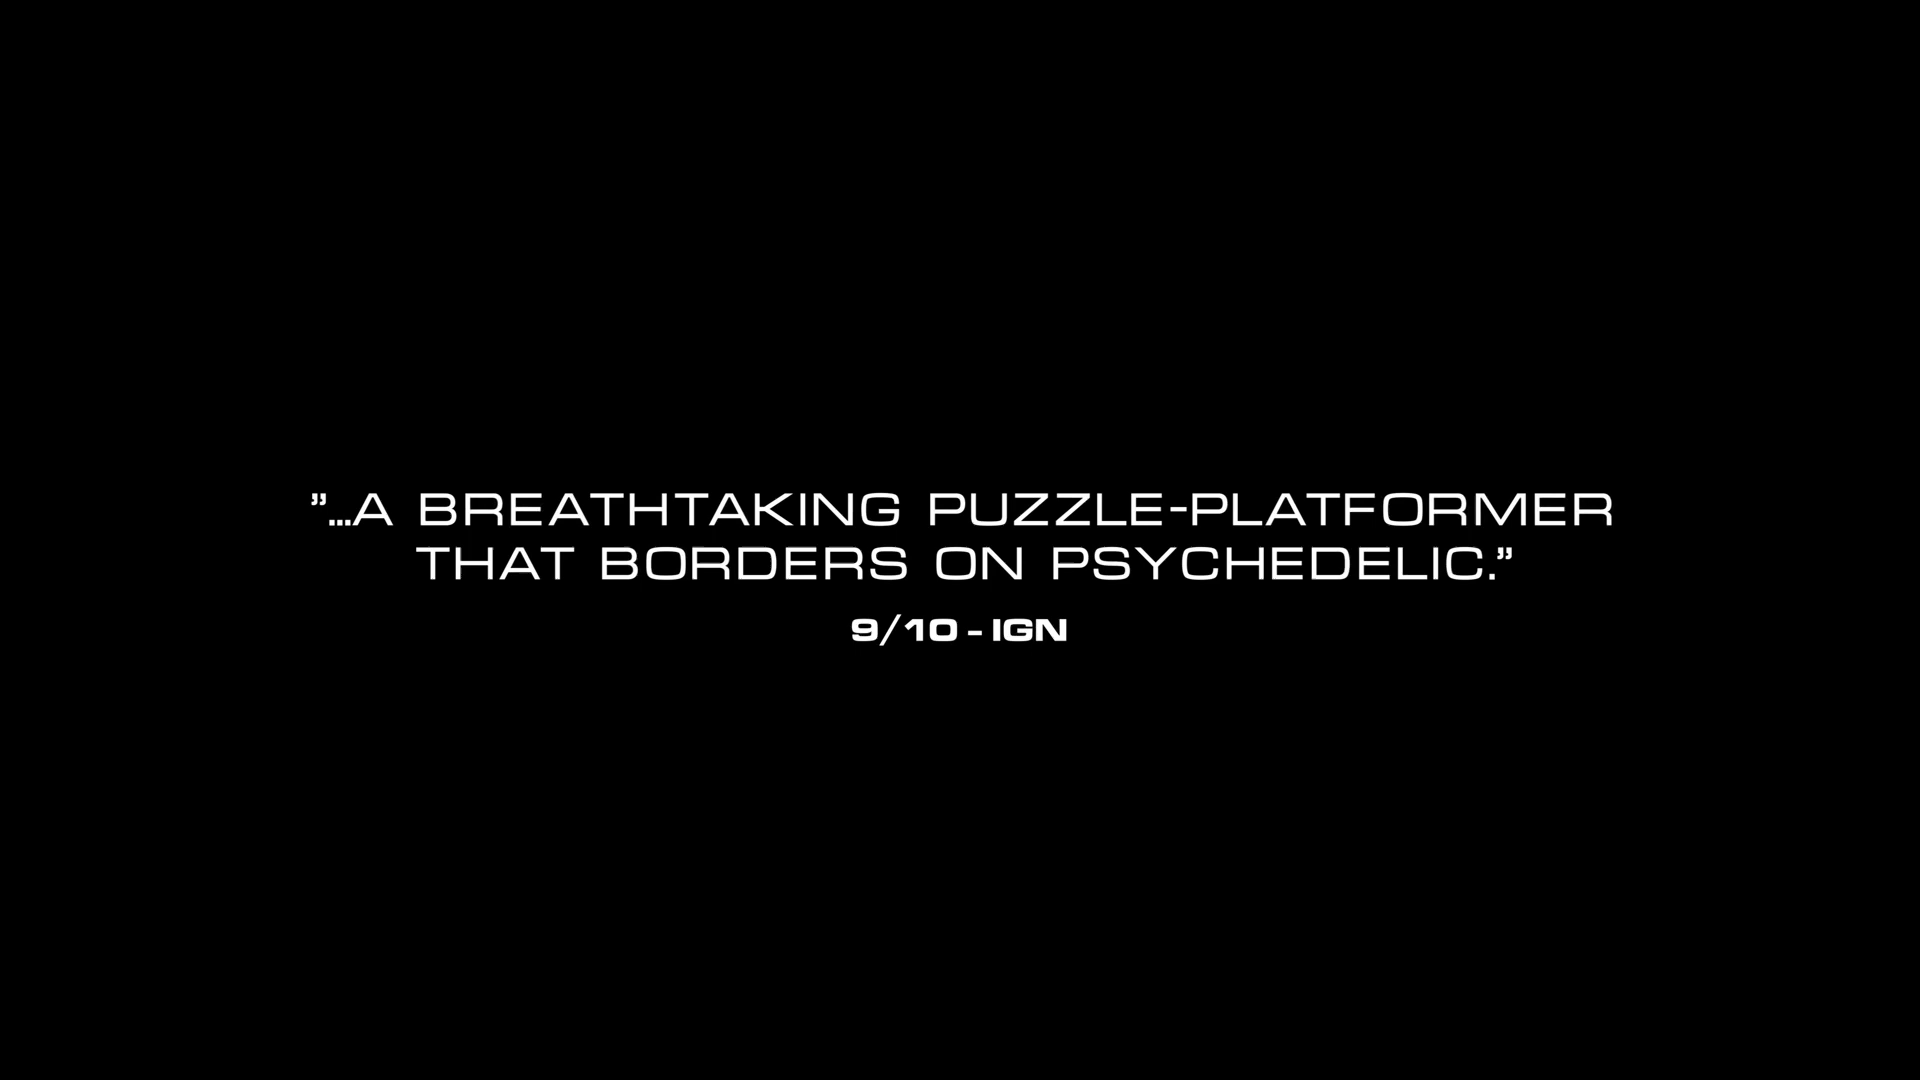 ”...A BREATHTAKING PUZZLE-PLATFORMER
THAT BORDERS ON PSYCHEDELIC.”
9/10 - IGN